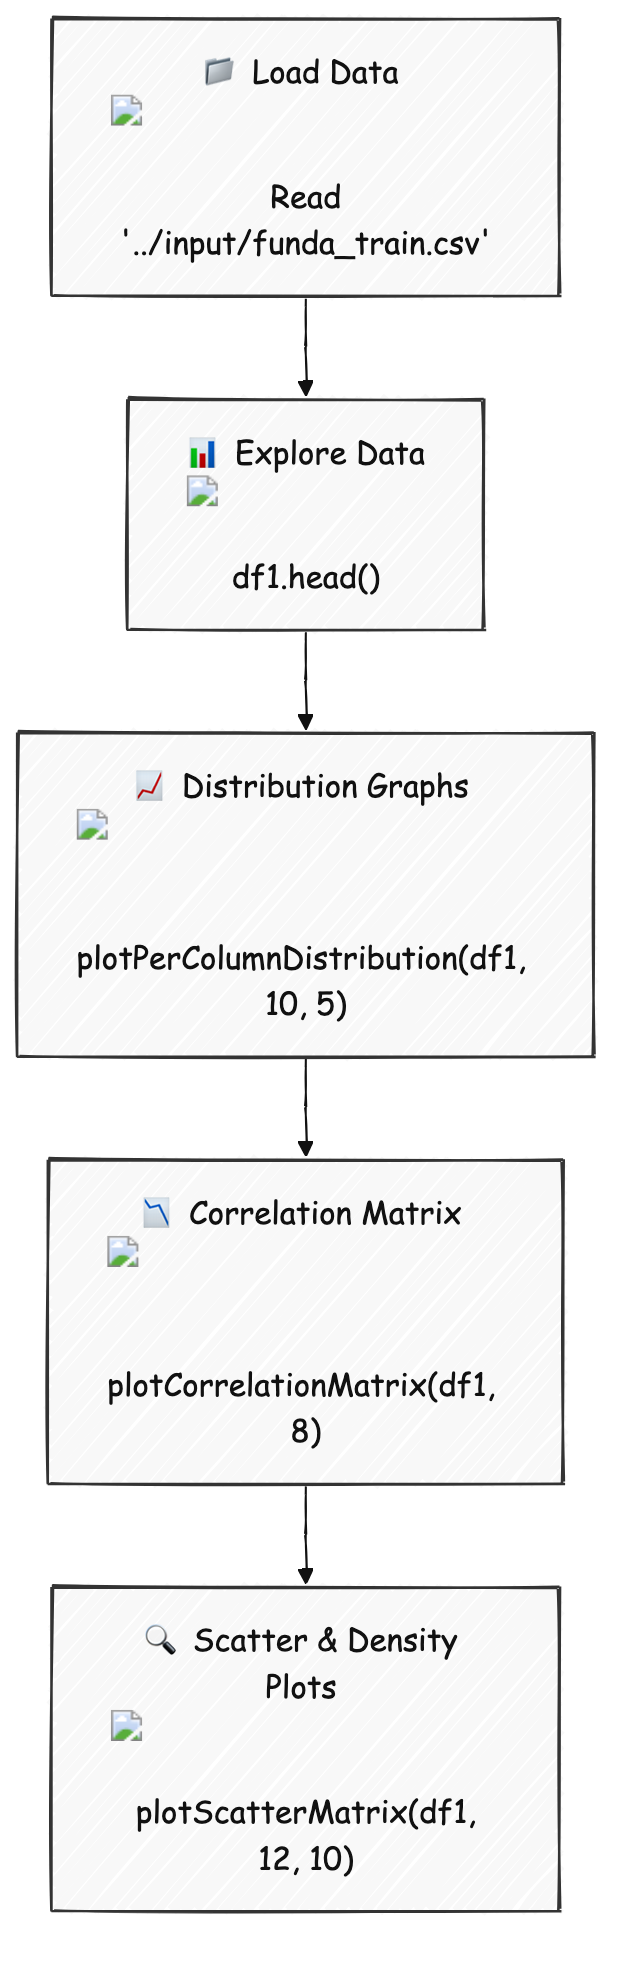 Load Data
Read
'../input/funda_train.csv'
Explore Data
df1.head()
Distribution Graphs
plotPerColumnDistribution(df1,
10, 5)
Correlation Matrix
plotCorrelationMatrix(df1,
8)
Scatter & Density
Plots
plotScatterMatrix(df1,
12, 10)